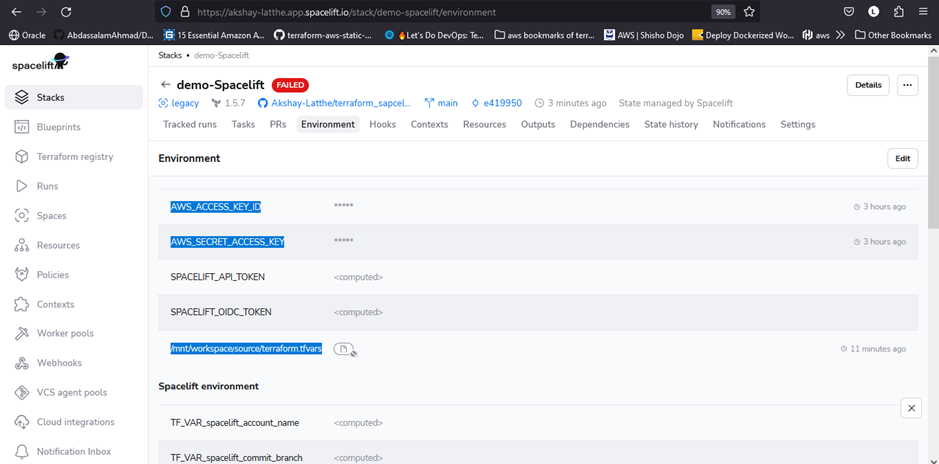 https://akshay-latthe.app.spacelift.io/stack/demo-spacelift/environment
90%
L
Oracle
AbdassalamAhmad/D...
15 Essential Amazon A...
terraform-aws-static-...
Let's Do DevOps: Te...
aws bookmarks of terr...
AWS | Shisho Dojo
Deploy Dockerized Wo...
aws
Other Bookmarks
spacelift
Stacks
Blueprints
Terraform registry
Runs
Spaces
Resources
Policies
Contexts
Worker pools
Webhooks
VCS agent pools
Cloud integrations
Notification Inbox
Stacks • demo-Spacelift
demo-Spacelift FAILED
Details
legacy 1.5.7 Akshay-Latthe/terraform_sapcel... main e419950 3 minutes ago State managed by Spacelift
Tracked runs Tasks PRs Environment Hooks Contexts Resources Outputs Dependencies State history Notifications Settings
Environment
Edit
AWS_ACCESS_KEY_ID ***** 3 hours ago
AWS_SECRET_ACCESS_KEY ***** 3 hours ago
SPACELIFT_API_TOKEN <computed>
SPACELIFT_OIDC_TOKEN <computed>
/mnt/workspace/source/terraform.tfvars 11 minutes ago
Spacelift environment
TF_VAR_spacelift_account_name <computed>
TF_VAR_spacelift_commit_branch <computed>